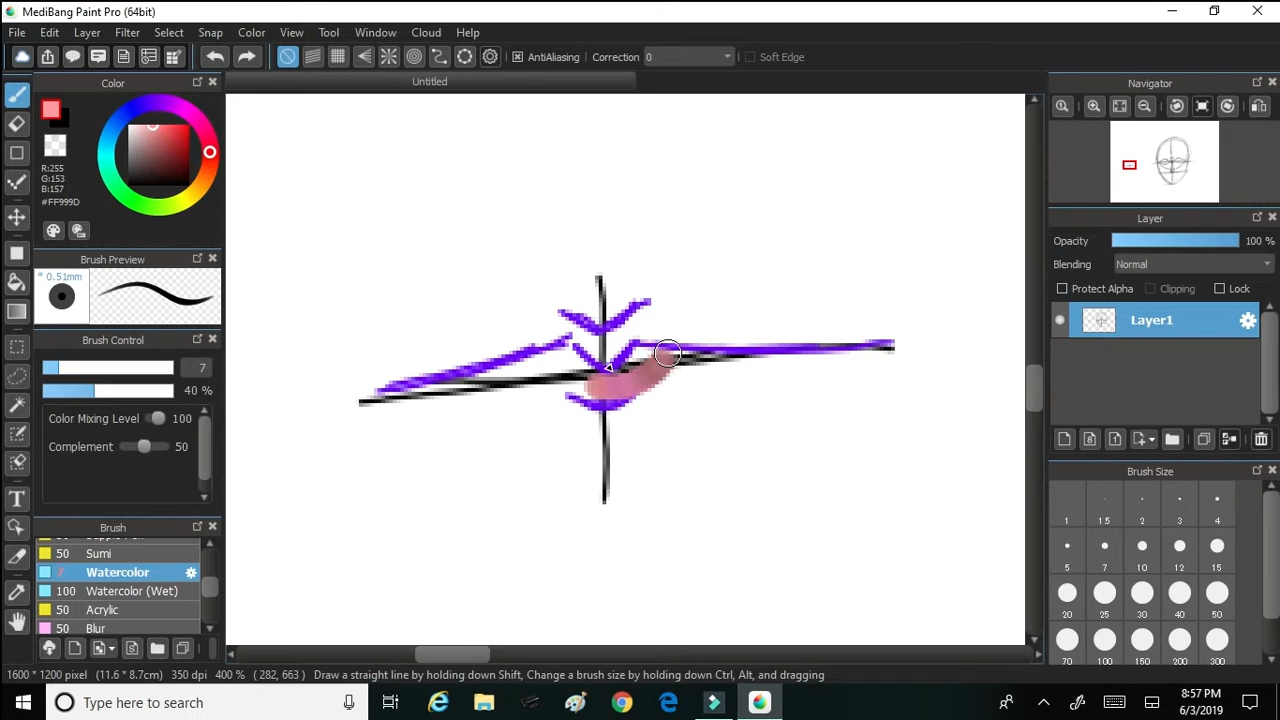 MediBang Paint Pro (64bit)
File Edit Layer Filter Select Snap Color View Tool Window Cloud Help
AntiAliasing Correction 0 Soft Edge
Color
Untitled
Navigator
R:255
G:153
B:157
#FF999D
Brush Preview
* 0.51mm
Layer
Opacity 100 %
Blending Normal
Protect Alpha Clipping Lock
Layer1
Brush Control
7
40 %
Color Mixing Level 100
Complement 50
Brush
50 Sumi
7 Watercolor
100 Watercolor (Wet)
50 Acrylic
50 Blur
Brush Size
1 1.5 2 3 4
5 7 10 12 15
20 25 30 40 50
70 100 150 200 300
1600 * 1200 pixel (11.6 * 8.7cm) 350 dpi 400 % ( 282, 663 ) Draw a straight line by holding down Shift, Change a brush size by holding down Ctrl, Alt, and dragging
Type here to search
8:57 PM
6/3/2019